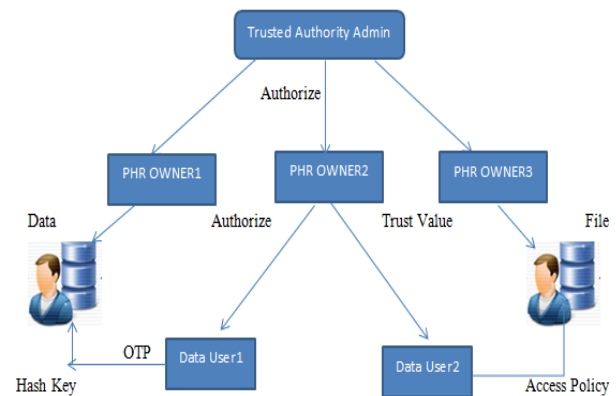 Trusted Authority Admin
Authorize
PHR OWNER1
PHR OWNER2
PHR OWNER3
Data
Authorize
Trust Value
File
OTP
Data User1
Data User2
Hash Key
Access Policy